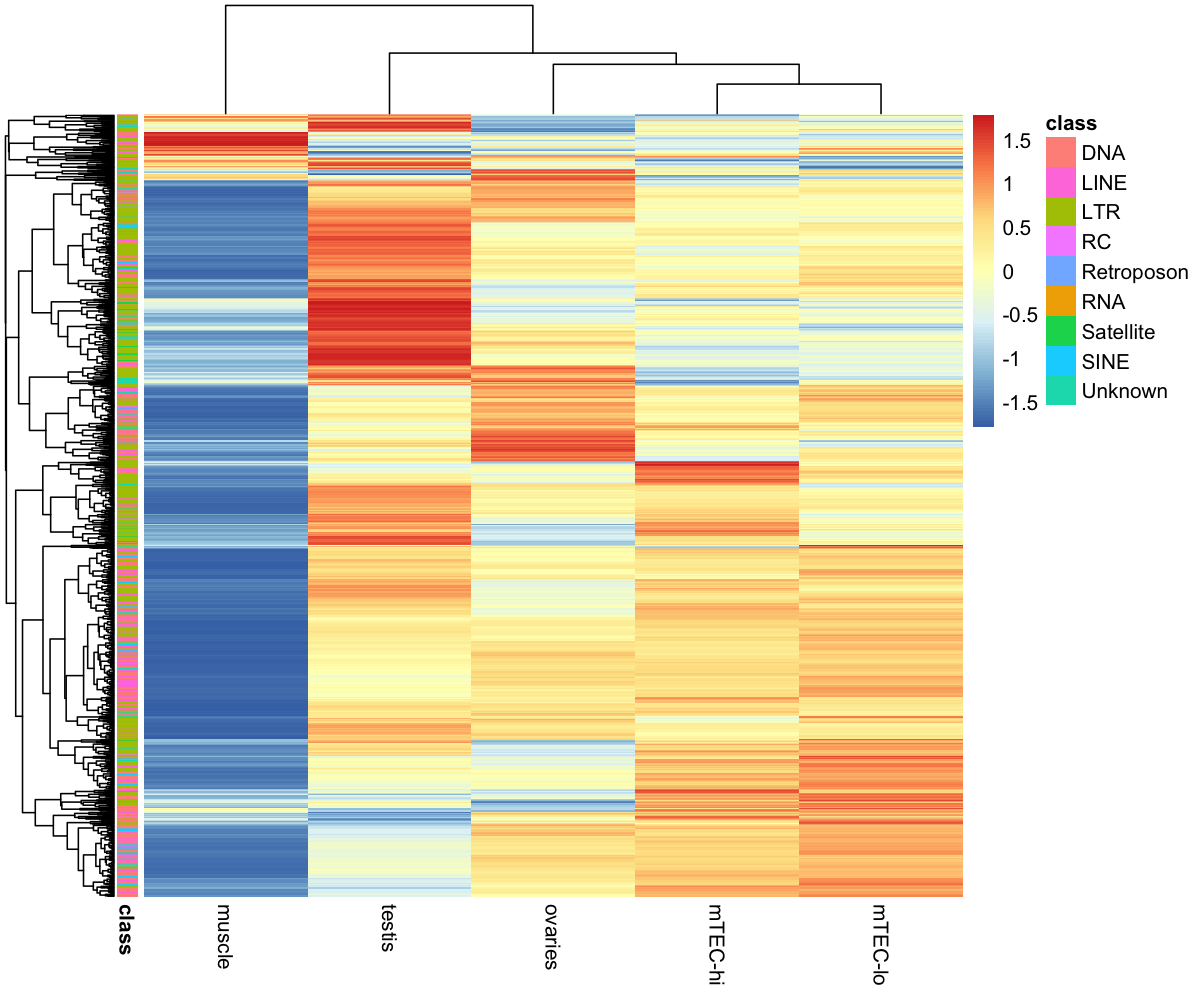 class
1.5
1
0.5
0
-0.5
-1
-1.5
DNA
LINE
LTR
RC
Retroposon
RNA
Satellite
SINE
Unknown
class
muscle
testis
ovaries
mTEC-hi
mTEC-lo